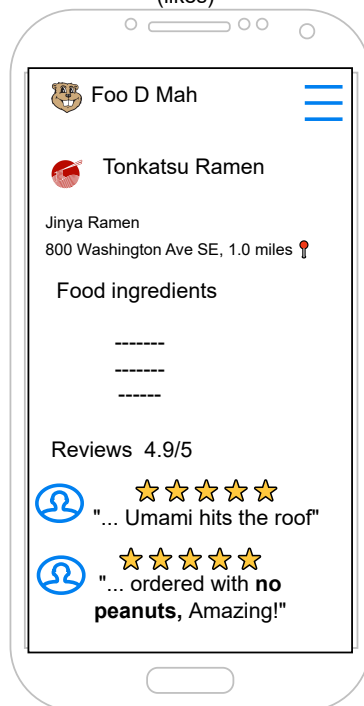 (likes)
Foo D Mah
Tonkatsu Ramen
Jinya Ramen
800 Washington Ave SE, 1.0 miles
Food ingredients
-------
-------
------
Reviews 4.9/5
"... Umami hits the roof"
"... ordered with no
peanuts, Amazing!"